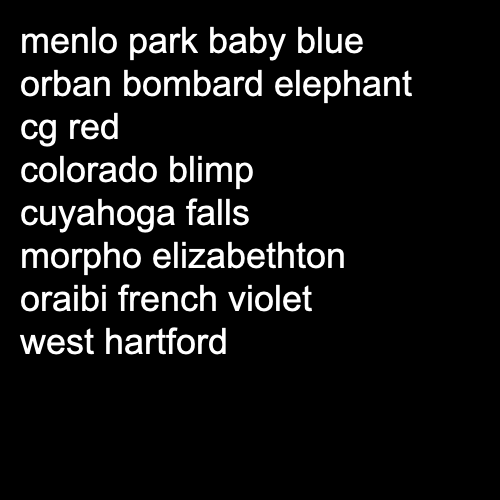 menlo park baby blue
orban bombard elephant
cg red
colorado blimp
cuyahoga falls
morpho elizabethton
oraibi french violet
west hartford